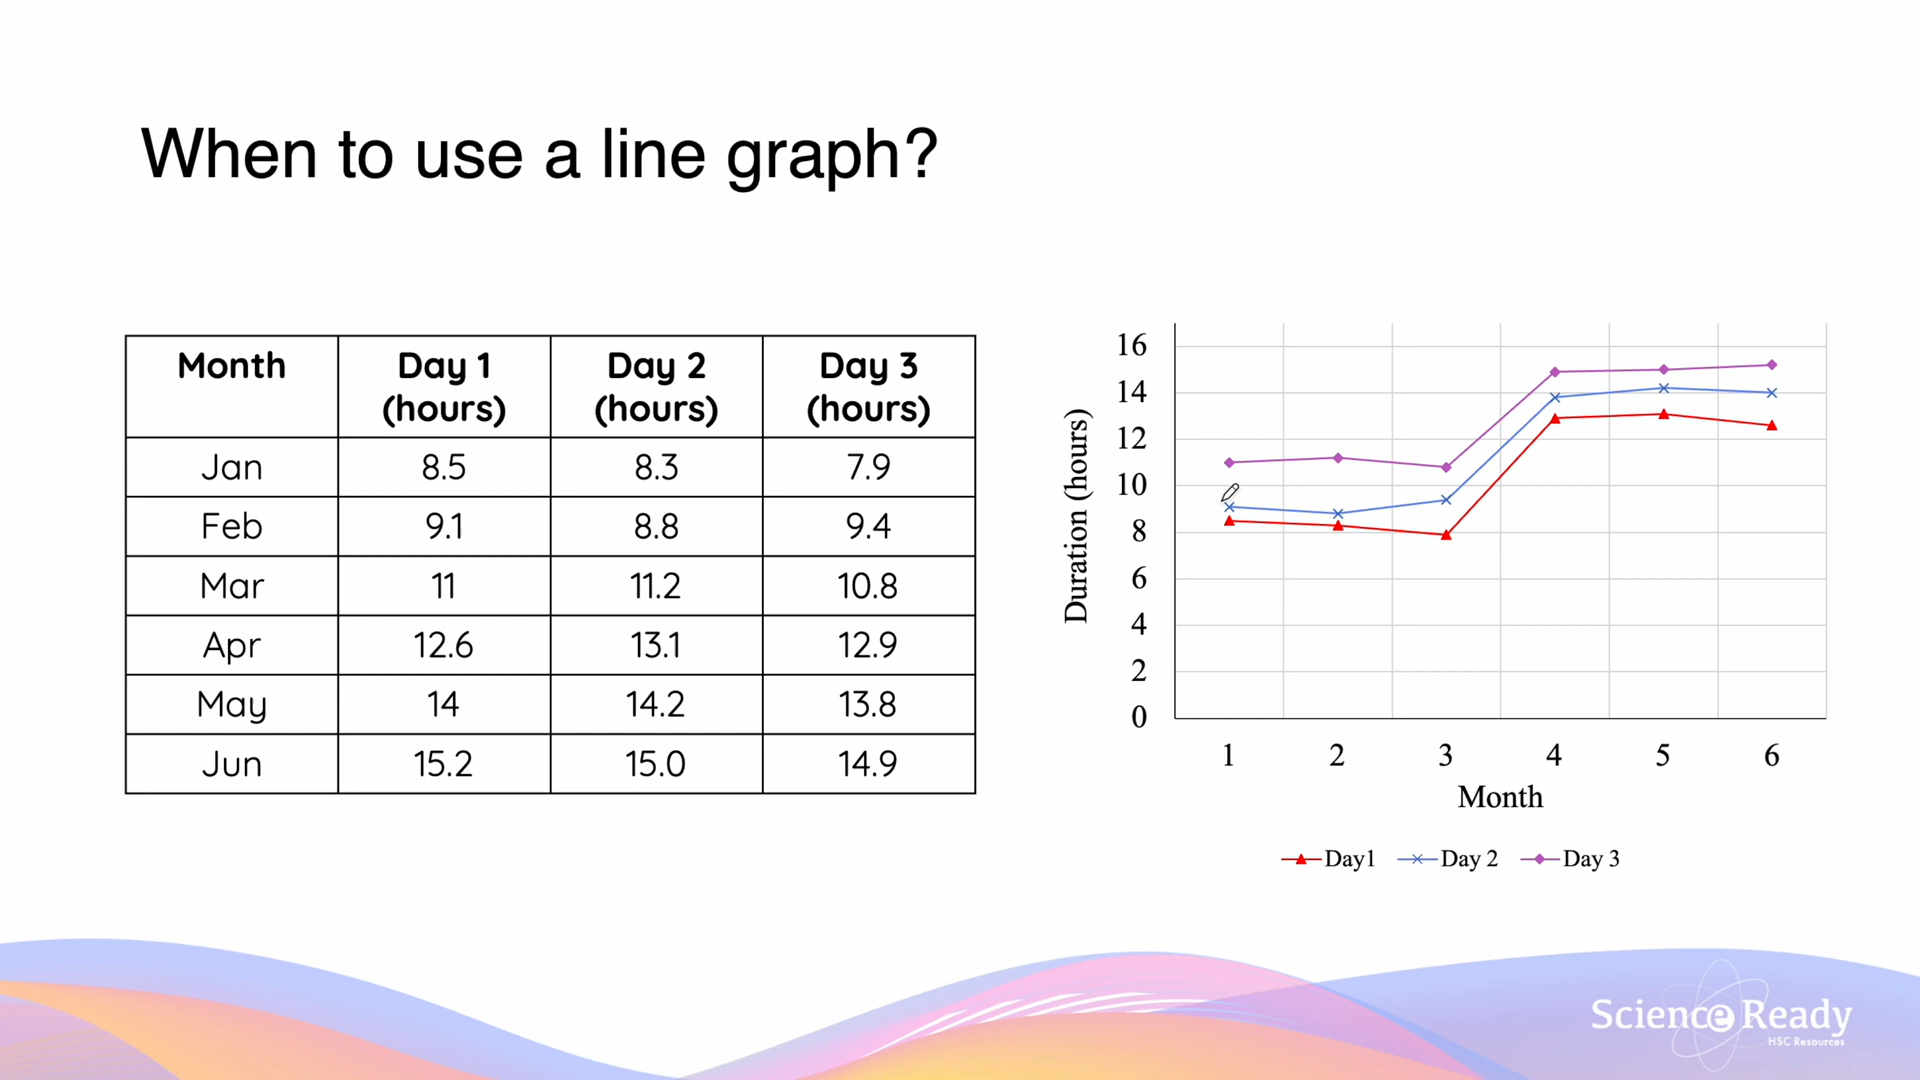 When to use a line graph?
Month Day 1 Day 2 Day 3
(hours) (hours) (hours)
Jan 8.5 8.3 7.9
Feb 9.1 8.8 9.4
Mar 11 11.2 10.8
Apr 12.6 13.1 12.9
May 14 14.2 13.8
Jun 15.2 15.0 14.9
Duration (hours)
16
14
12
10
8
6
4
2
0
1 2 3 4 5 6
Month
Day1 Day 2 Day 3
Science Ready
HSC Resources